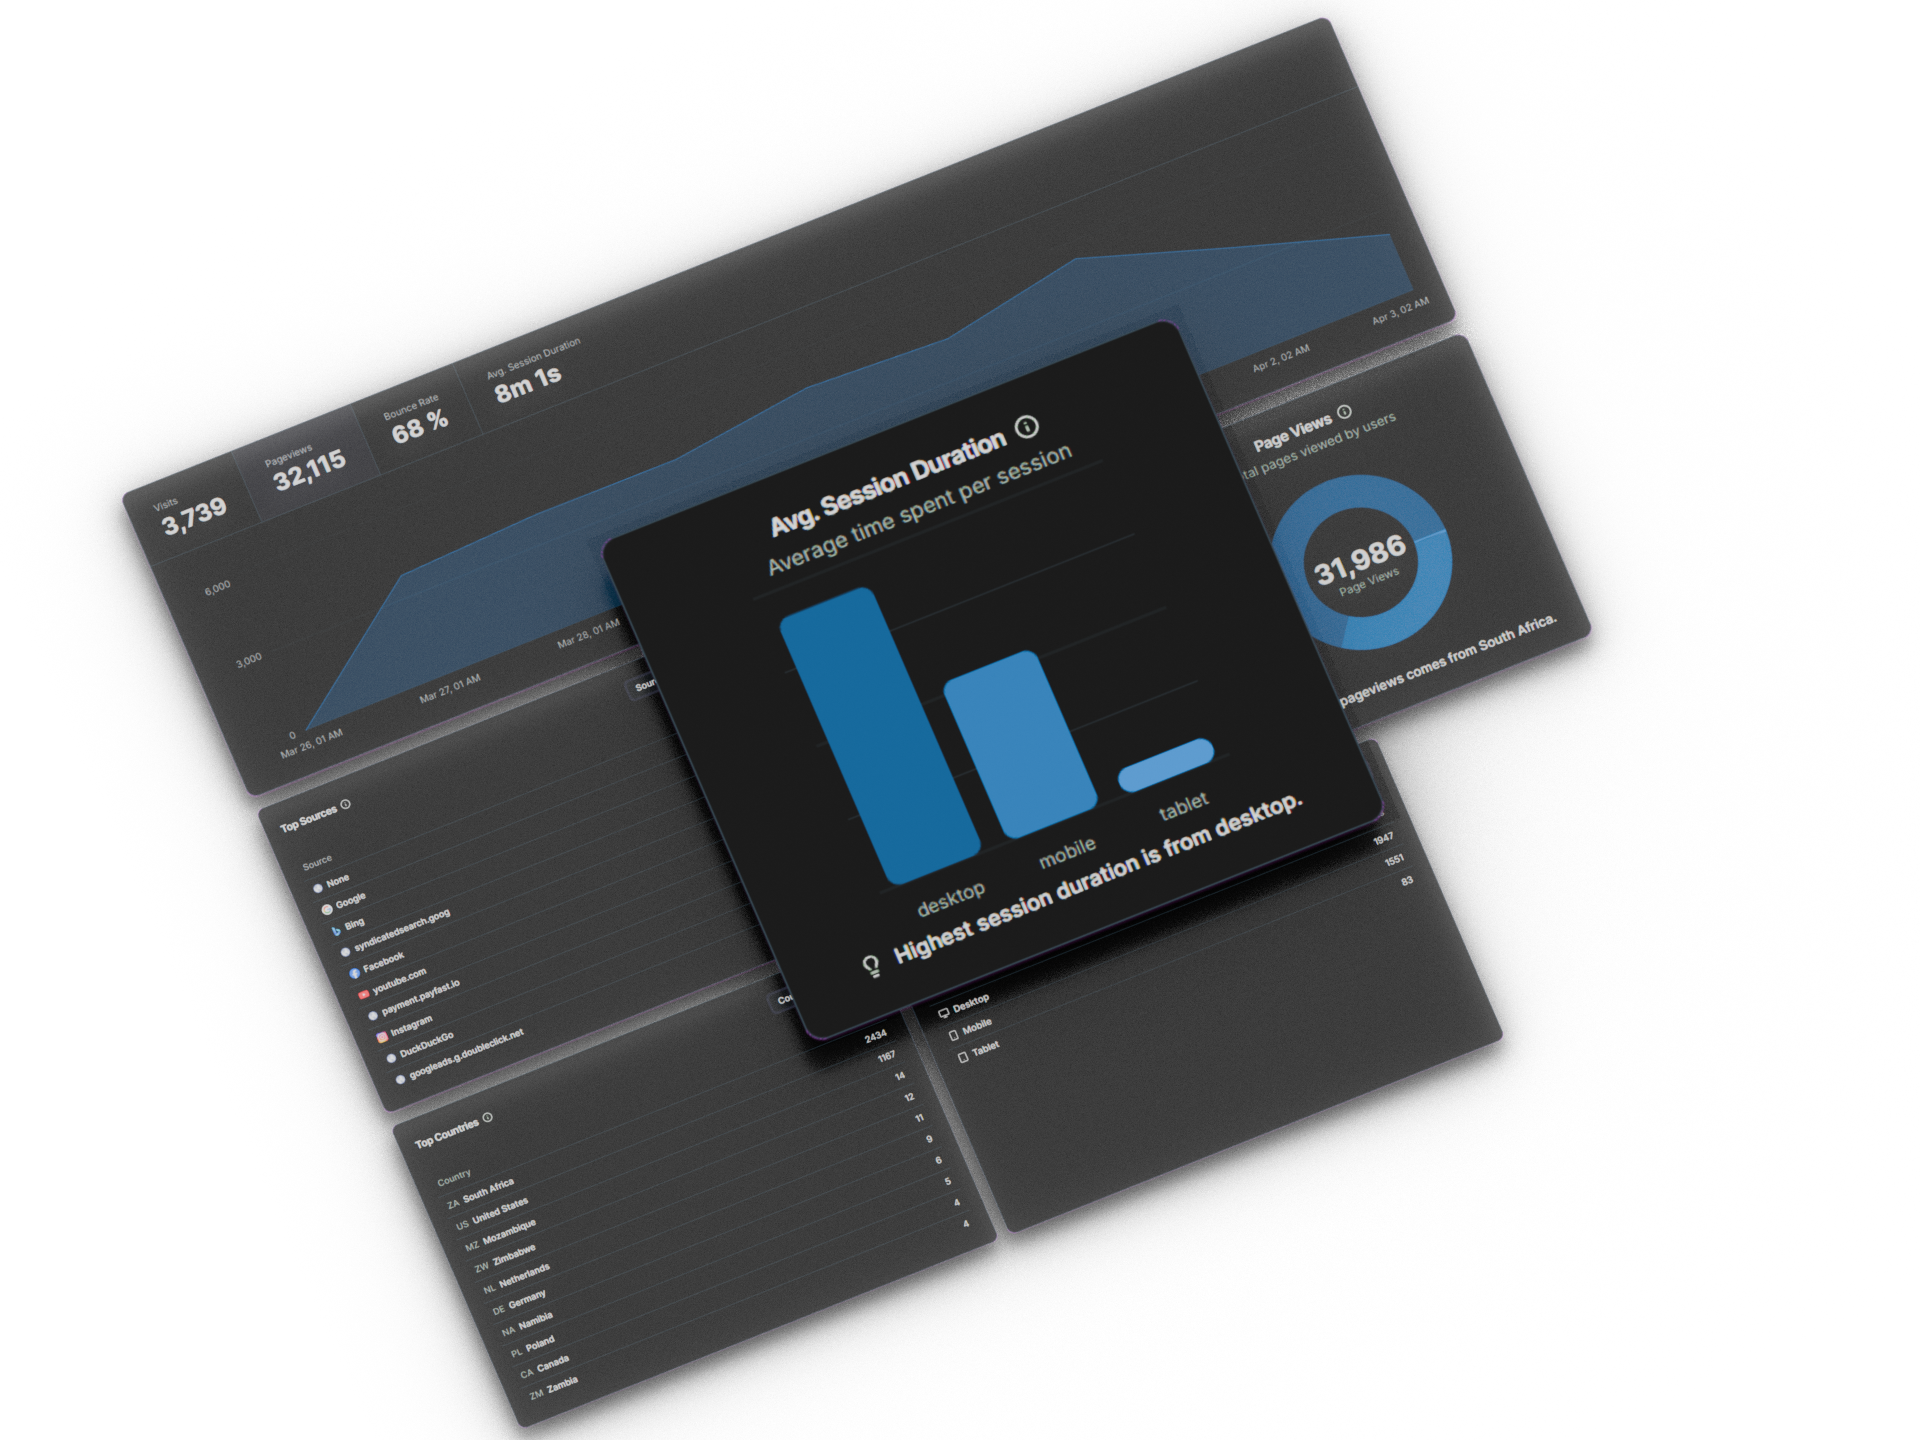 Visits
3,739
Pageviews
32,115
Bounce Rate
68 %
Avg. Session Duration
8m 1s
6,000
3,000
0
Mar 26, 01 AM
Mar 27, 01 AM
Mar 28, 01 AM
Apr 2, 02 AM
Apr 3, 02 AM
Avg. Session Duration
Average time spent per session
desktop
mobile
tablet
Highest session duration is from desktop.
Page Views
pages viewed by users
31,986
Page Views
pageviews comes from South Africa.
Top Sources
Source
None
Google
Bing
syndicatedsearch.goog
Facebook
youtube.com
payment.payfast.io
Instagram
DuckDuckGo
googleads.g.doubleclick.net
Top Countries
Country
ZA South Africa 2434
US United States 1167
MZ Mozambique 14
ZW Zimbabwe 12
NL Netherlands 11
DE Germany 9
NA Namibia 6
PL Poland 5
CA Canada 4
ZM Zambia 4
Desktop 1947
Mobile 1551
Tablet 83